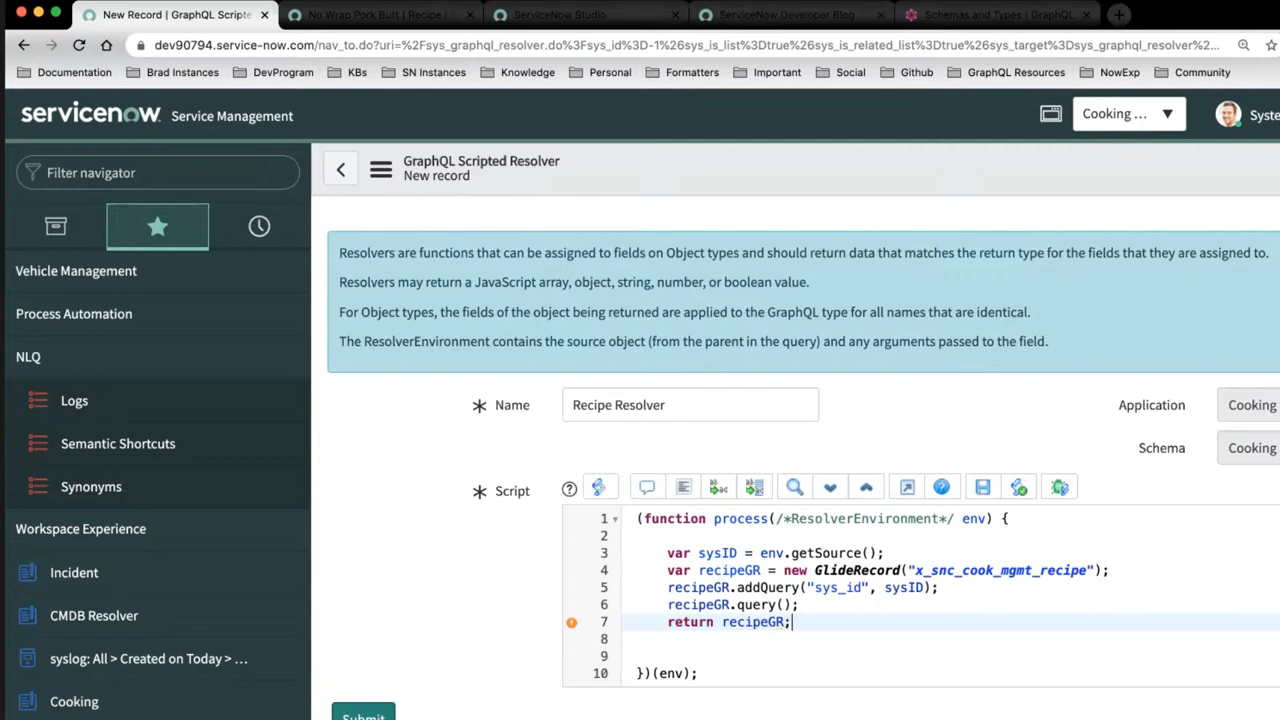 New Record | GraphQL Scripte
No Wrap Pork Butt | Recipe |
ServiceNow Studio
ServiceNow Developer Blog
Schemas and Types | GraphQL
dev90794.service-now.com/nav_to.do?uri=%2Fsys_graphql_resolver.do%3Fsys_id%3D-1%26sys_is_list%3Dtrue%26sys_is_related_list%3Dtrue%26sys_target%3Dsys_graphql_resolver%2...
Documentation
Brad Instances
DevProgram
KBs
SN Instances
Knowledge
Personal
Formatters
Important
Social
Github
GraphQL Resources
NowExp
Community
servicenow Service Management
Cooking ...
Syste
Filter navigator
GraphQL Scripted Resolver
New record
Vehicle Management
Process Automation
NLQ
Logs
Semantic Shortcuts
Synonyms
Workspace Experience
Incident
CMDB Resolver
syslog: All > Created on Today > ...
Cooking
Resolvers are functions that can be assigned to fields on Object types and should return data that matches the return type for the fields that they are assigned to.
Resolvers may return a JavaScript array, object, string, number, or boolean value.
For Object types, the fields of the object being returned are applied to the GraphQL type for all names that are identical.
The ResolverEnvironment contains the source object (from the parent in the query) and any arguments passed to the field.
Name
Recipe Resolver
Application
Cooking
Schema
Cooking
Script
1 (function process(/*ResolverEnvironment*/ env) {
2
3 var sysID = env.getSource();
4 var recipeGR = new GlideRecord("x_snc_cook_mgmt_recipe");
5 recipeGR.addQuery("sys_id", sysID);
6 recipeGR.query();
7 return recipeGR;
8
9
10 })(env);
Submit